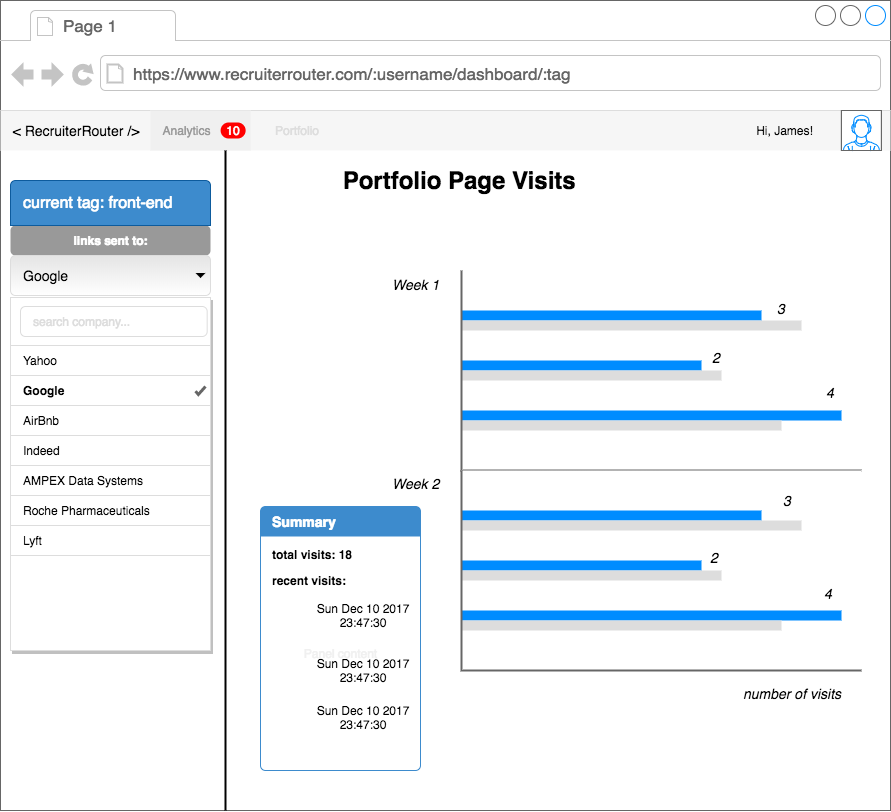 Page 1
https://www.recruiterrouter.com/:username/dashboard/:tag
< RecruiterRouter />
Analytics
10
Portfolio
Hi, James!
current tag: front-end
links sent to:
Google
search company...
Yahoo
Google
AirBnb
Indeed
AMPEX Data Systems
Roche Pharmaceuticals
Lyft
Portfolio Page Visits
Week 1
3
2
4
Week 2
3
2
4
number of visits
Summary
total visits: 18
recent visits:
Sun Dec 10 2017
23:47:30
Panel content
Sun Dec 10 2017
23:47:30
Sun Dec 10 2017
23:47:30